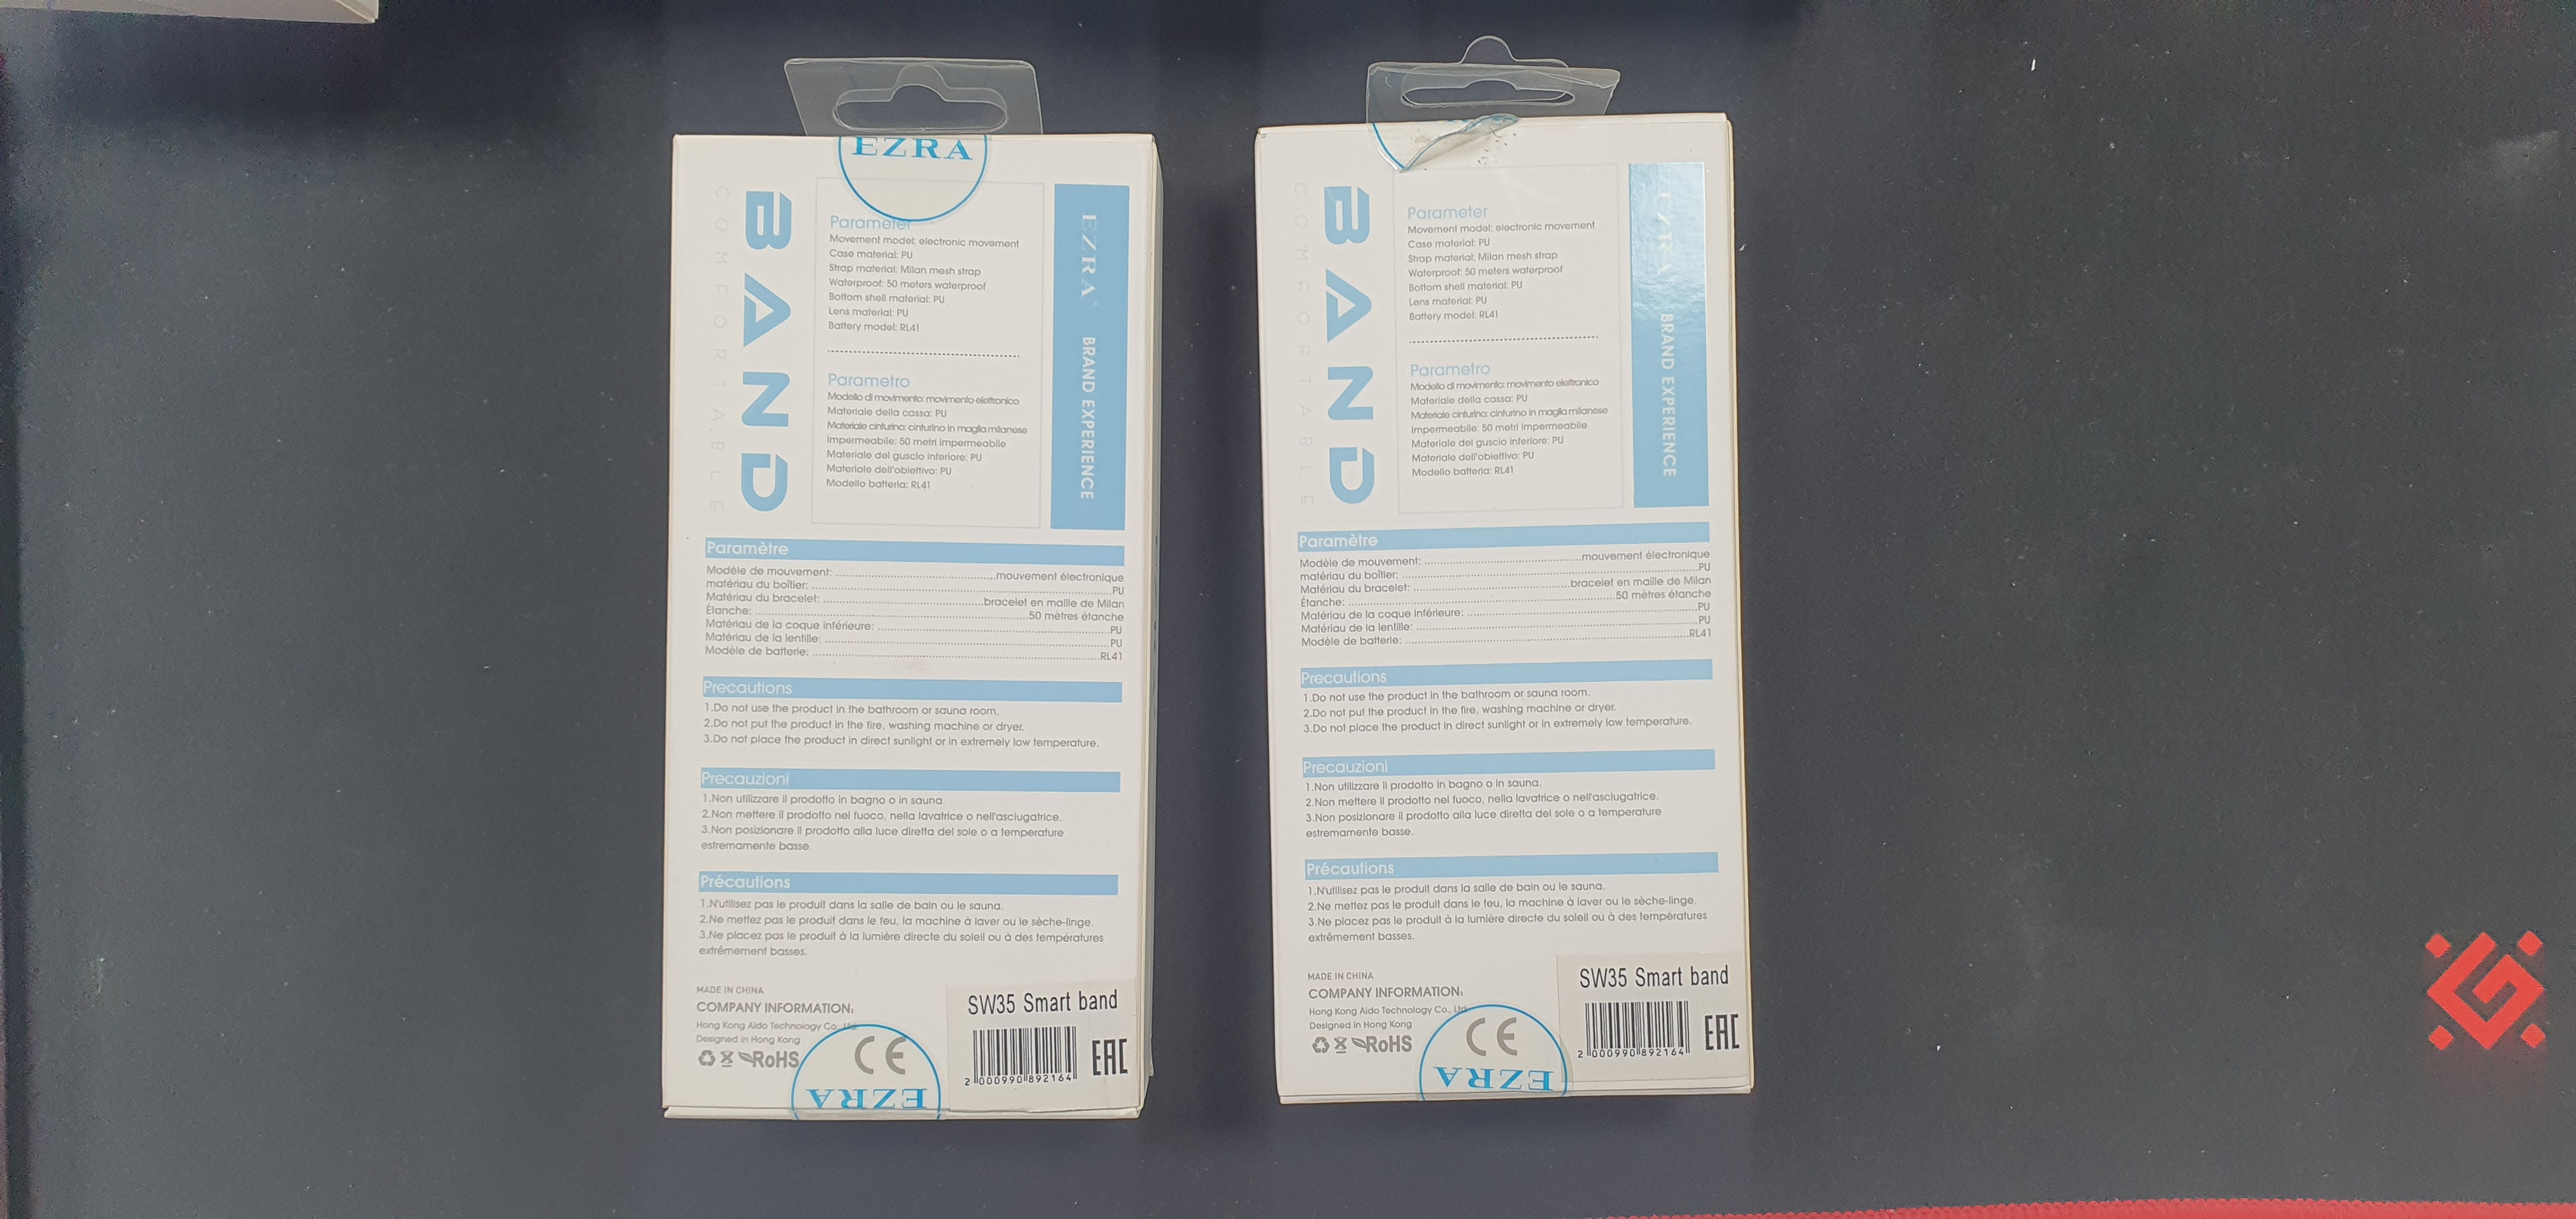 EZRA
COMFORTABLE
BAND
Parameter
Movement model: electronic movement
Case material: PU
Strap material: Milan mesh strap
Waterproof: 50 meters waterproof
Bottom shell material: PU
Lens material: PU
Battery model: RL41
Parametro
Modello di movimento: movimento elettronico
Materiale della cassa: PU
Materiale cinturino: cinturino in maglia milanese
Impermeabile: 50 metri impermeabile
Materiale del guscio inferiore: PU
Materiale dell'obiettivo: PU
Modello batteria: RL41
EZRA BRAND EXPERIENCE
Paramètre
Modèle de mouvement: mouvement électronique
matériau du boîtier: PU
Matériau du bracelet: bracelet en maille de Milan
Étanche: 50 mètres étanche
Matériau de la coque inférieure: PU
Matériau de la lentille: PU
Modèle de batterie: RL41
Precautions
1.Do not use the product in the bathroom or sauna room.
2.Do not put the product in the fire, washing machine or dryer.
3.Do not place the product in direct sunlight or in extremely low temperature.
Precauzioni
1.Non utilizzare il prodotto in bagno o in sauna.
2.Non mettere il prodotto nel fuoco, nella lavatrice o nell'asciugatrice.
3.Non posizionare il prodotto alla luce diretta del sole o a temperature
estremamente basse.
Précautions
1.N'utilisez pas le produit dans la salle de bain ou le sauna.
2.Ne mettez pas le produit dans le feu, la machine à laver ou le sèche-linge.
3.Ne placez pas le produit à la lumière directe du soleil ou à des températures
extrêmement basses.
MADE IN CHINA
COMPANY INFORMATION:
Hong Kong Aido Technology Co., Ltd
Designed in Hong Kong
RoHS
CE
EZRA
SW35 Smart band
2 000990 892164
EAC
COMFORTABLE
BAND
Parameter
Movement model: electronic movement
Case material: PU
Strap material: Milan mesh strap
Waterproof: 50 meters waterproof
Bottom shell material: PU
Lens material: PU
Battery model: RL41
Parametro
Modello di movimento: movimento elettronico
Materiale della cassa: PU
Materiale cinturino: cinturino in maglia milanese
Impermeabile: 50 metri impermeabile
Materiale del guscio inferiore: PU
Materiale dell'obiettivo: PU
Modello batteria: RL41
EZRA BRAND EXPERIENCE
Paramètre
Modèle de mouvement: mouvement électronique
matériau du boîtier: PU
Matériau du bracelet: bracelet en maille de Milan
Étanche: 50 mètres étanche
Matériau de la coque inférieure: PU
Matériau de la lentille: PU
Modèle de batterie: RL41
Precautions
1.Do not use the product in the bathroom or sauna room.
2.Do not put the product in the fire, washing machine or dryer.
3.Do not place the product in direct sunlight or in extremely low temperature.
Precauzioni
1.Non utilizzare il prodotto in bagno o in sauna.
2.Non mettere il prodotto nel fuoco, nella lavatrice o nell'asciugatrice.
3.Non posizionare il prodotto alla luce diretta del sole o a temperature
estremamente basse.
Précautions
1.N'utilisez pas le produit dans la salle de bain ou le sauna.
2.Ne mettez pas le produit dans le feu, la machine à laver ou le sèche-linge.
3.Ne placez pas le produit à la lumière directe du soleil ou à des températures
extrêmement basses.
MADE IN CHINA
COMPANY INFORMATION:
Hong Kong Aido Technology Co., Ltd
Designed in Hong Kong
RoHS
CE
EZRA
SW35 Smart band
2 000990 892164
EAC